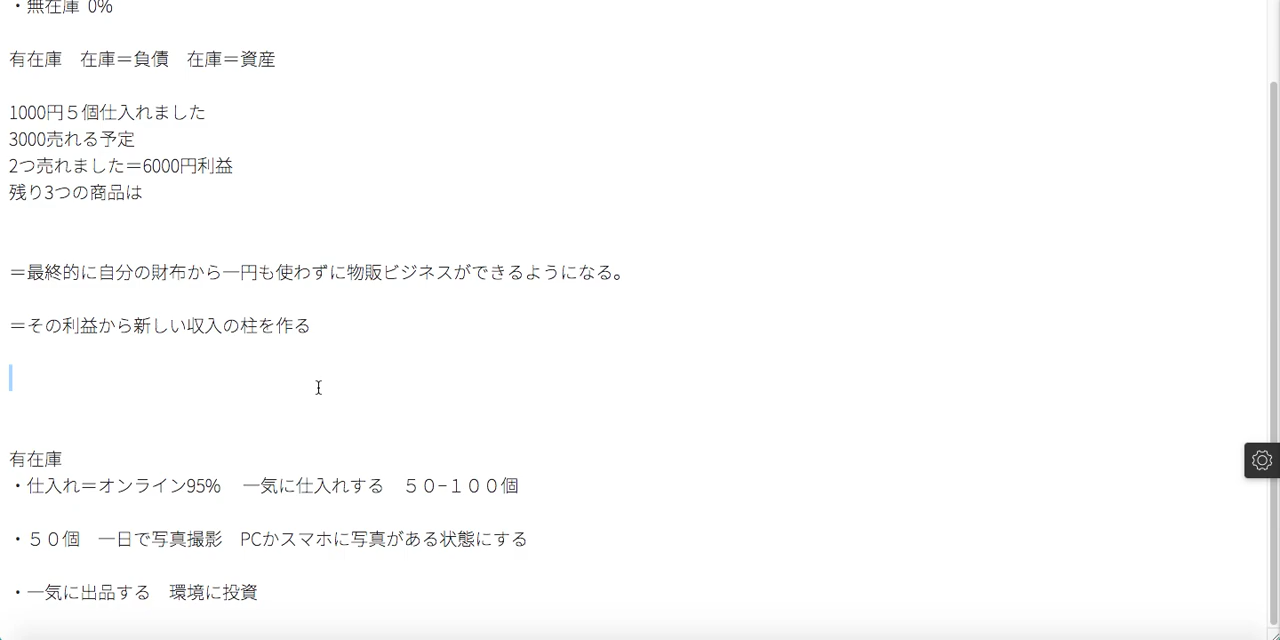 ・無在庫 0%
有在庫　在庫＝負債　在庫＝資産
1000円５個仕入れました
3000売れる予定
2つ売れました＝6000円利益
残り3つの商品は
＝最終的に自分の財布から一円も使わずに物販ビジネスができるようになる。
＝その利益から新しい収入の柱を作る
有在庫
・仕入れ＝オンライン95%　一気に仕入れする　５０−１００個
・５０個　一日で写真撮影　PCかスマホに写真がある状態にする
・一気に出品する　環境に投資